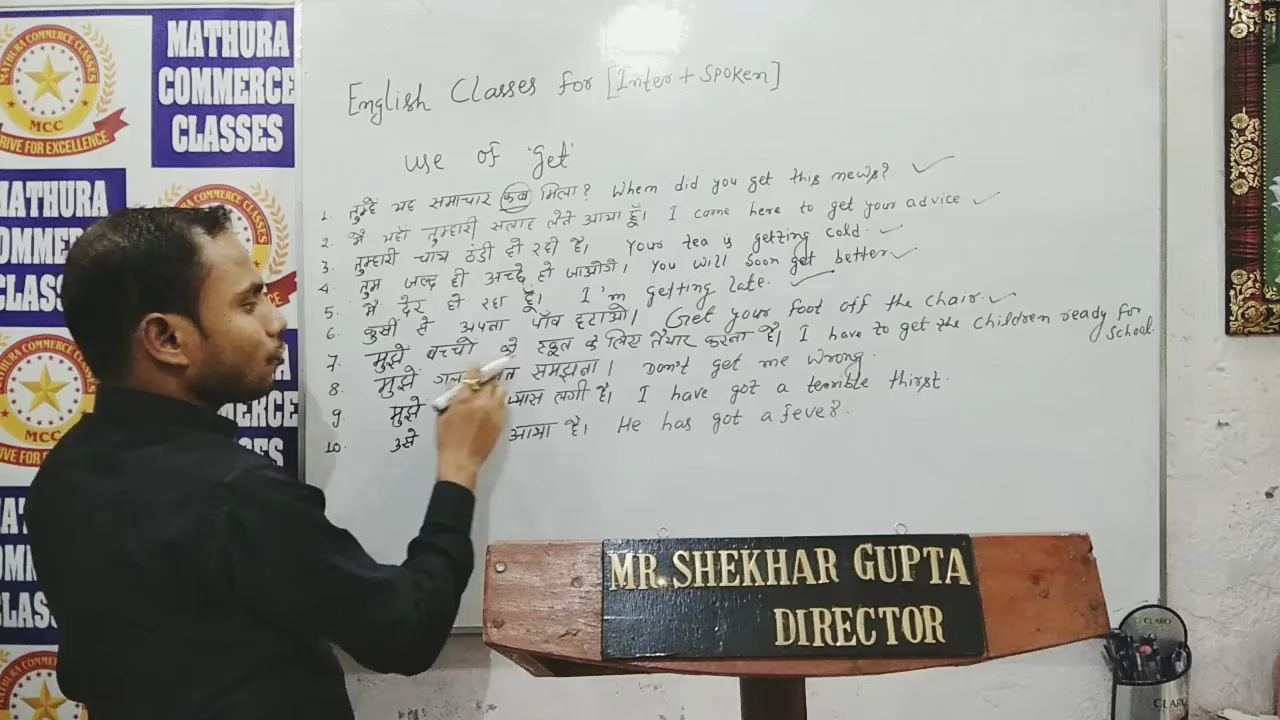 MATHURA
COMMERCE
CLASSES
MATHURA COMMERCE CLASSES
MCC
STRIVE FOR EXCELLENCE
English Classes for [Inter + Spoken]
use of 'Get'
1. तुम्हें यह समाचार कब मिला? When did you get this news?
2. मैं यहाँ तुम्हारी सलाह लेने आया हूँ। I come here to get your advice
3. तुम्हारी चाय ठंडी हो रही है। Your tea is getting cold.
4. तुम जल्द ही अच्छे हो जाओगे। You will soon get better
5. मैं देर हो रहा हूँ। I'm getting late.
6. कुर्सी से अपना पाँव हटाओ। Get your foot off the chair.
7. मुझे बच्चों को स्कूल के लिए तैयार करना है। I have to get the children ready for School.
8. मुझे समझना। Don't get me wrong.
9. मुझे प्यास लगी है। I have got a terrible thirst.
10. उसे आया है। He has got a fever.
MR. SHEKHAR GUPTA
DIRECTOR
CLARO